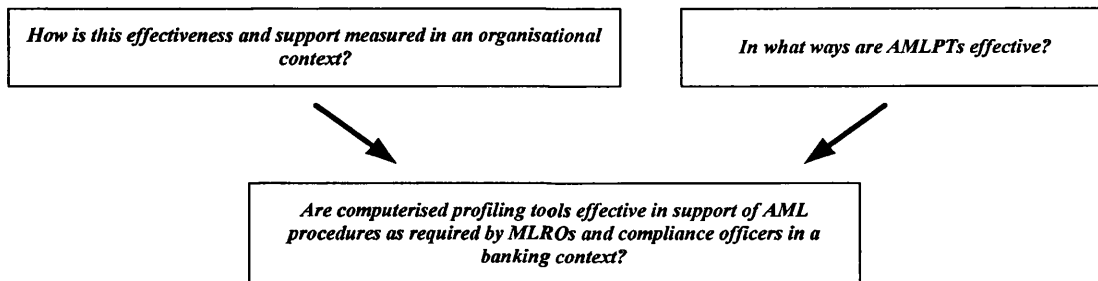 How is this effectiveness and support measured in an organisational
context?
In what ways are AMLPTs effective?
Are computerised profiling tools effective in support of AML
procedures as required by MLROs and compliance officers in a
banking context?